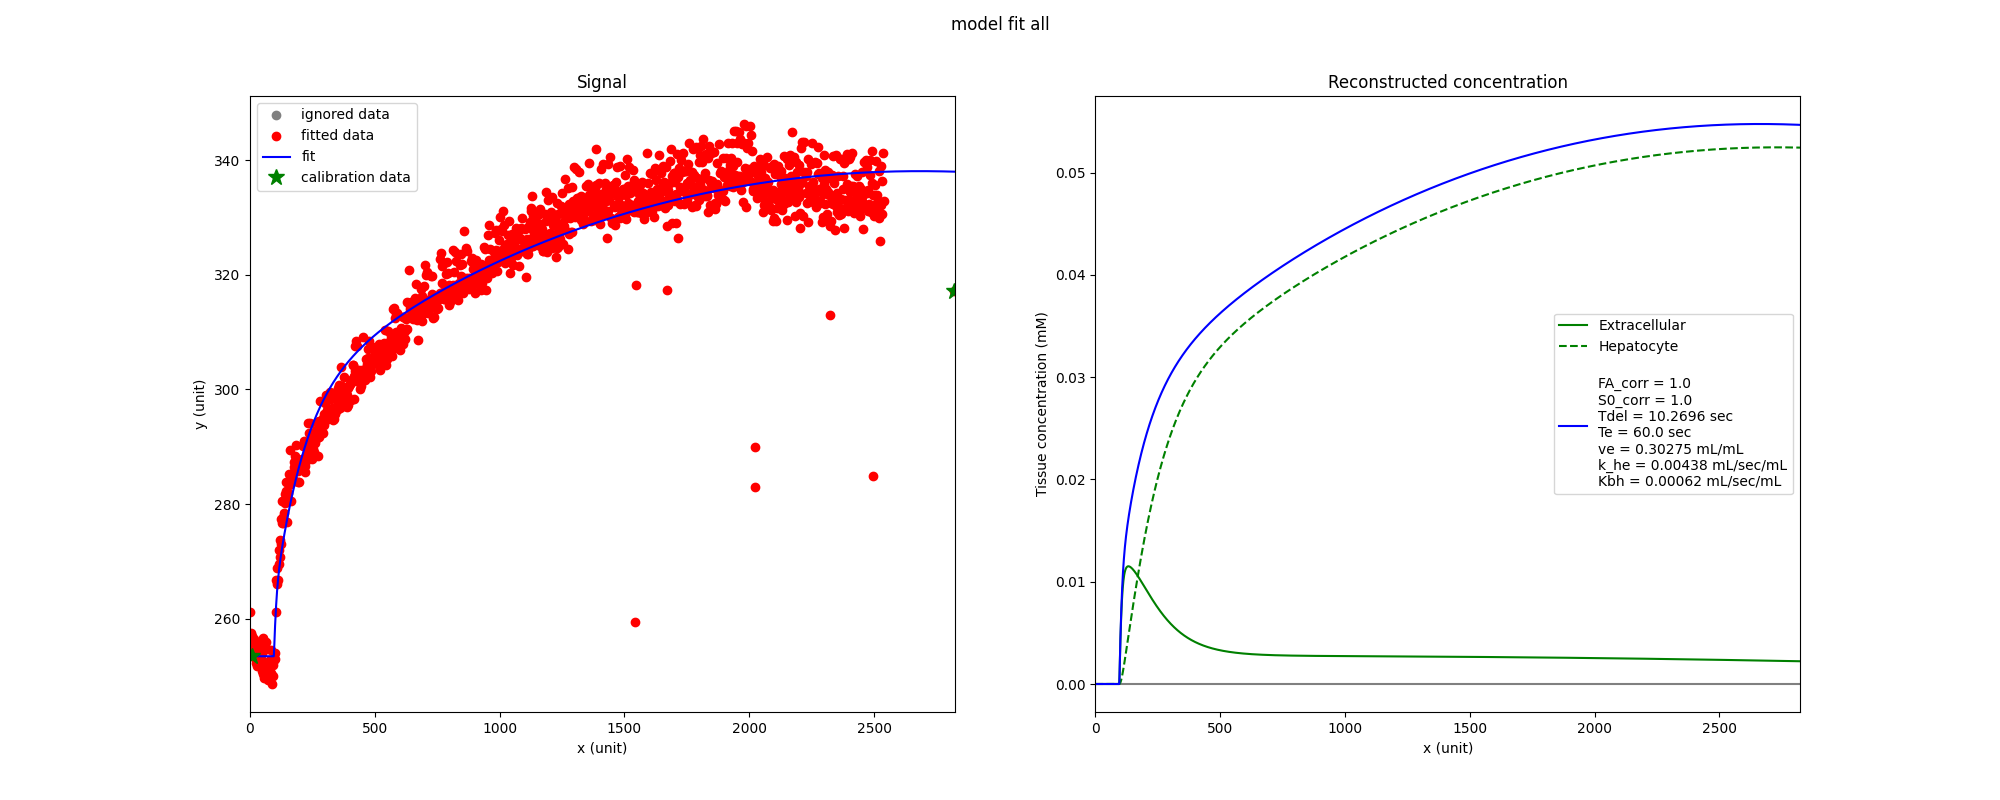 model fit all
Signal
ignored data
fitted data
fit
calibration data
340
320
300
280
260
y (unit)
0
500
1000
1500
2000
2500
x (unit)
Reconstructed concentration
0.05
0.04
0.03
0.02
0.01
0.00
Tissue concentration (mM)
Extracellular
Hepatocyte
FA_corr = 1.0
S0_corr = 1.0
Tdel = 10.2696 sec
Te = 60.0 sec
ve = 0.30275 mL/mL
k_he = 0.00438 mL/sec/mL
Kbh = 0.00062 mL/sec/mL
0
500
1000
1500
2000
2500
x (unit)